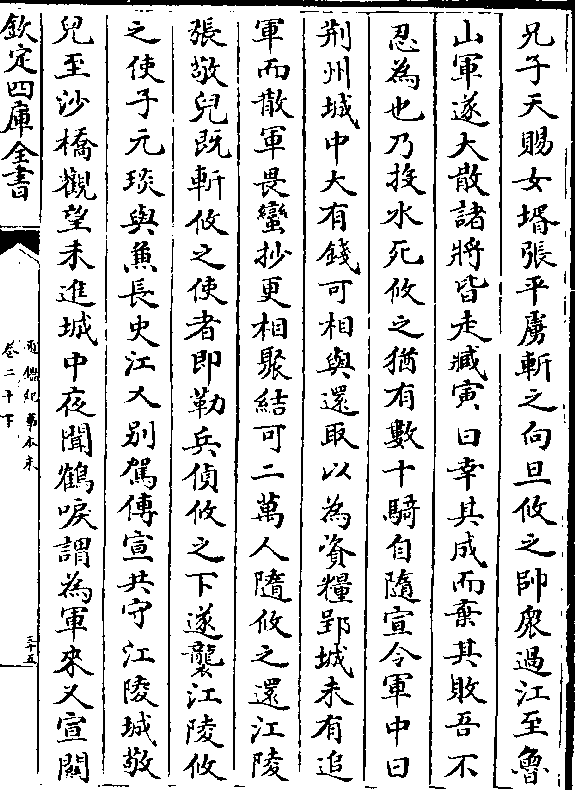 兄子天賜女壻張平虜斬之向旦攸之帥衆過江至魯
山軍遂大散諸將皆走臧寅曰幸其成而棄其敗吾不
忍為也乃投水死攸之猶有數十騎自隨宣令軍中曰
荆州城中大有錢可相與還取以為資糧郢城未有追
軍而散軍畏蠻抄更相聚結可二萬人隨攸之還江陵
張敬兒既斬攸之使者即勒兵偵攸之下遂襲江陵攸
之使子元琰與兼長史江乂别駕傅宣共守江陵城敬
兒至沙橋觀望未進城中夜聞鶴唳謂為軍來乂宣開
欽定四庫全書
通鑑紀事本末
卷二十下
三十五